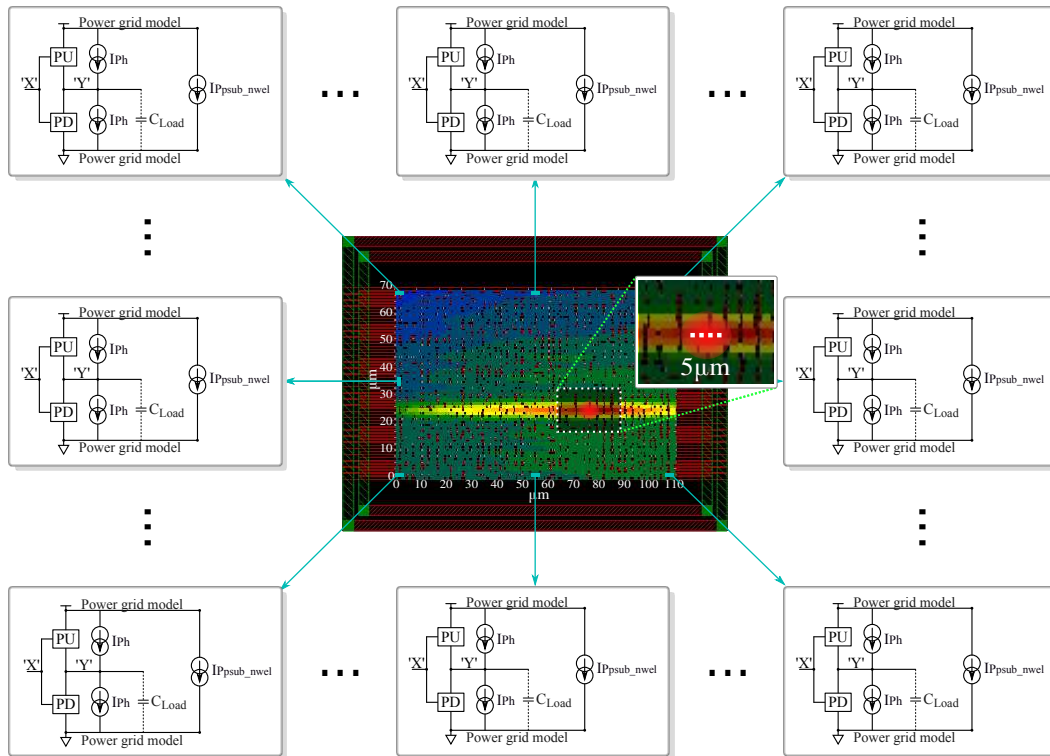 Power grid model
PU
IPh
'X'
'Y'
IPpsub_nwel
PD
IPh
CLoad
Power grid model
Power grid model
PU
IPh
'X'
'Y'
IPpsub_nwel
PD
IPh
CLoad
Power grid model
Power grid model
PU
IPh
'X'
'Y'
IPpsub_nwel
PD
IPh
CLoad
Power grid model
Power grid model
PU
IPh
'X'
'Y'
IPpsub_nwel
PD
IPh
CLoad
Power grid model
70
60
50
40
30
20
10
0
µm
0 10 20 30 40 50 60 70 80 90 100 110
µm
5µm
Power grid model
PU
IPh
'X'
'Y'
IPpsub_nwel
PD
IPh
CLoad
Power grid model
Power grid model
PU
IPh
'X'
'Y'
IPpsub_nwel
PD
IPh
CLoad
Power grid model
Power grid model
PU
IPh
'X'
'Y'
IPpsub_nwel
PD
IPh
CLoad
Power grid model
Power grid model
PU
IPh
'X'
'Y'
IPpsub_nwel
PD
IPh
CLoad
Power grid model